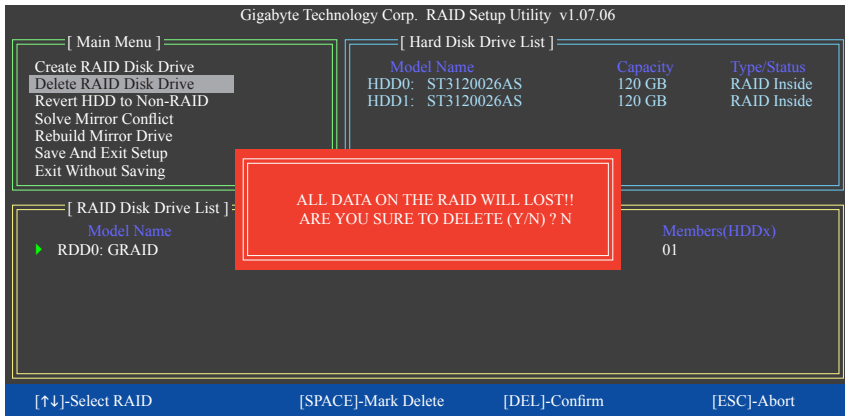 Gigabyte Technology Corp. RAID Setup Utility v1.07.06
[ Main Menu ]
Create RAID Disk Drive
Delete RAID Disk Drive
Revert HDD to Non-RAID
Solve Mirror Conflict
Rebuild Mirror Drive
Save And Exit Setup
Exit Without Saving
[ Hard Disk Drive List ]
Model Name Capacity Type/Status
HDD0: ST3120026AS 120 GB RAID Inside
HDD1: ST3120026AS 120 GB RAID Inside
ALL DATA ON THE RAID WILL LOST!!
ARE YOU SURE TO DELETE (Y/N) ? N
[ RAID Disk Drive List ]
Model Name Members(HDDx)
RDD0: GRAID 01
[↑↓]-Select RAID [SPACE]-Mark Delete [DEL]-Confirm [ESC]-Abort